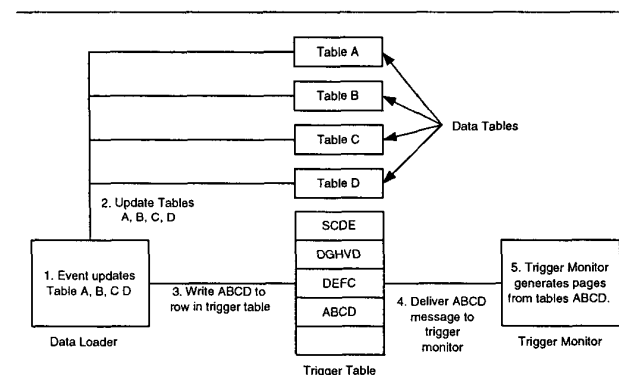 Table A
Table B
Table C
Table D
Data Tables
2. Update Tables
A, B, C, D
SCDE
DGHVD
DEFC
ABCD
1. Event updates
Table A, B, C D
3. Write ABCD to
row in trigger table
4. Deliver ABCD
message to
trigger
monitor
5. Trigger Monitor
generates pages
from tables ABCD.
Data Loader
Trigger Table
Trigger Monitor